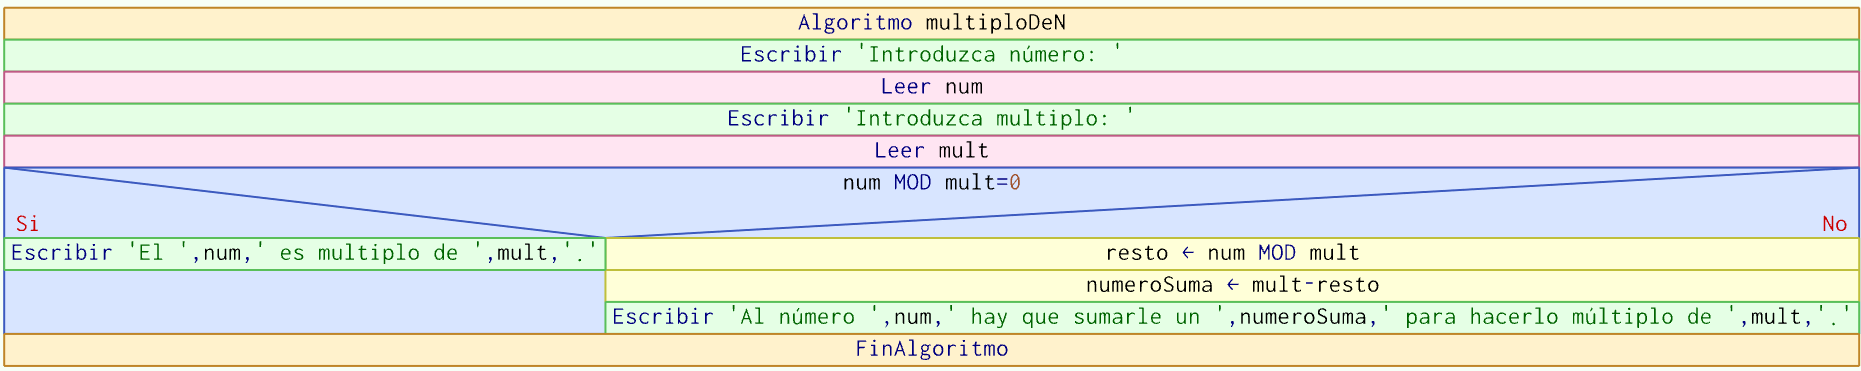 Algoritmo multiploDeN
Escribir 'Introduzca número: '
Leer num
Escribir 'Introduzca multiplo: '
Leer mult
num MOD mult=0
Si
No
Escribir 'El ',num,' es multiplo de ',mult,'.'
resto ← num MOD mult
numeroSuma ← mult-resto
Escribir 'Al número ',num,' hay que sumarle un ',numeroSuma,' para hacerlo múltiplo de ',mult,'.'
FinAlgoritmo